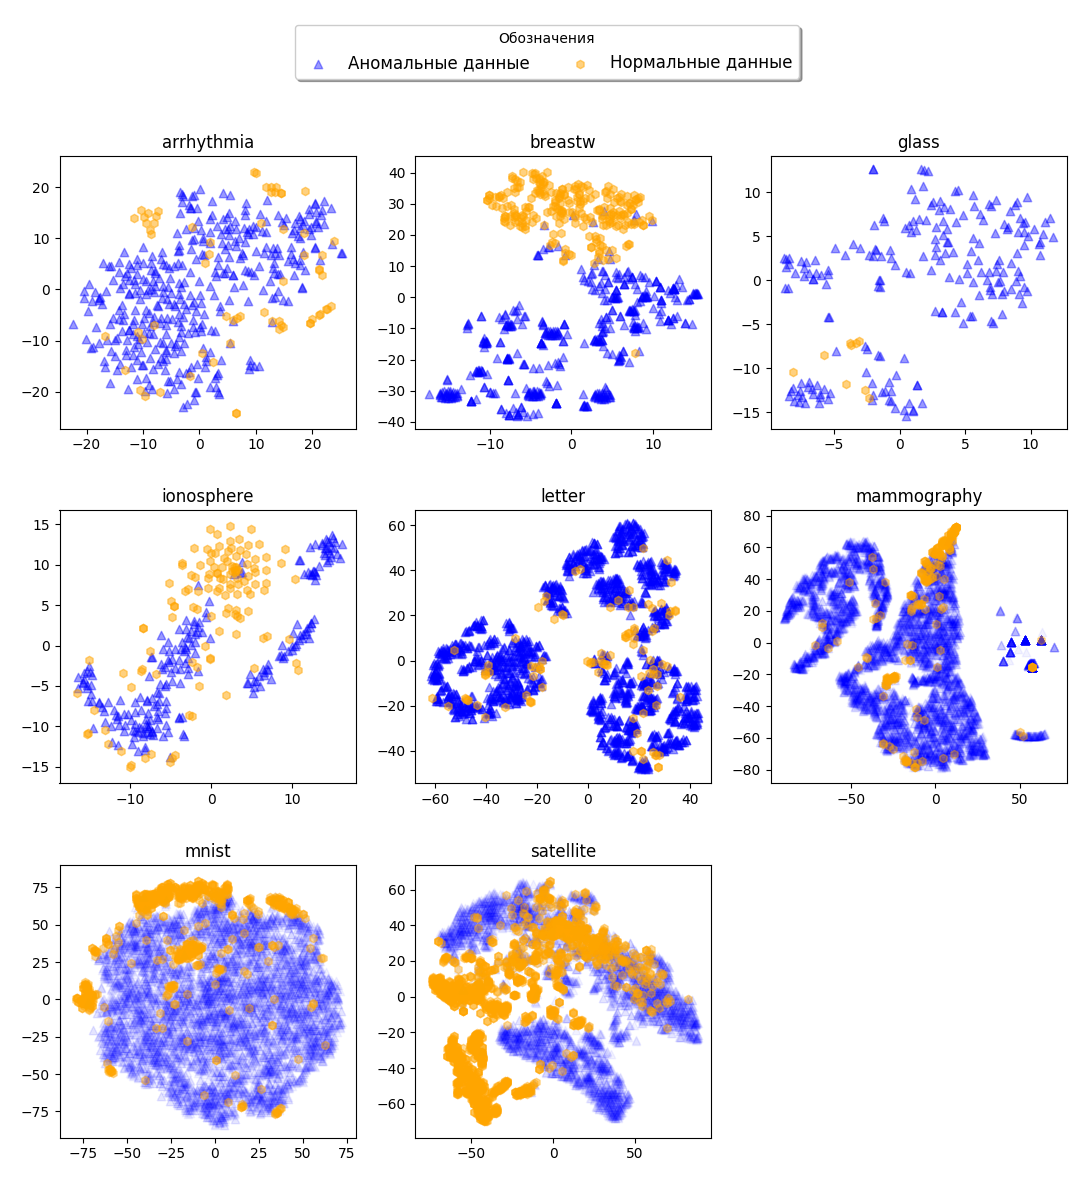 Обозначения
Аномальные данные Нормальные данные
arrhythmia breastw glass
20 10 0 −10 −20
−20 −10 0 10 20
40 30 20 10 0 −10 −20 −30 −40
−10 0 10
10 5 0 −5 −10 −15
−5 0 5 10
ionosphere letter mammography
15 10 5 0 −5 −10 −15
−10 0 10
60 40 20 0 −20 −40
−60 −40 −20 0 20 40
80 60 40 20 0 −20 −40 −60 −80
−50 0 50
mnist satellite
75 50 25 0 −25 −50 −75
−75 −50 −25 0 25 50 75
60 40 20 0 −20 −40 −60
−50 0 50